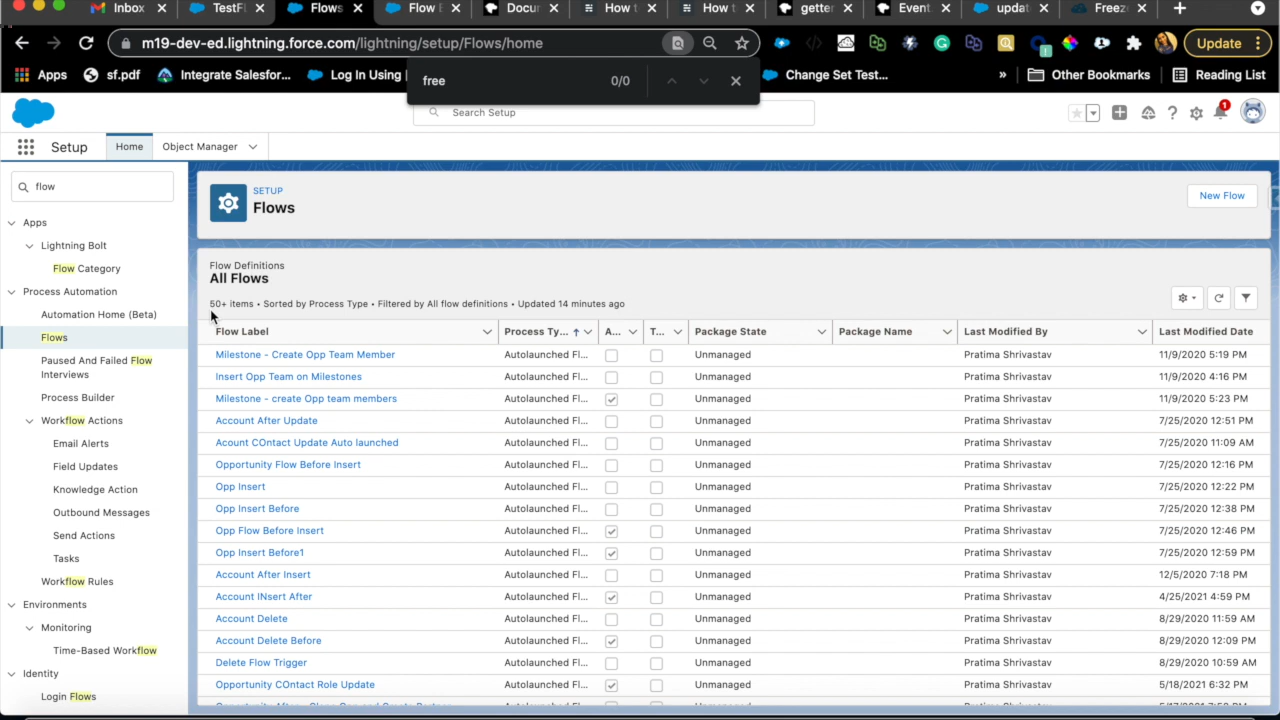 Inbox
TestFl
Flows
Flow B
Docur
How t
How t
getter
Event
update
Freeze
m19-dev-ed.lightning.force.com/lightning/setup/Flows/home
Update
Apps
sf.pdf
Integrate Salesfor...
Log In Using
Change Set Test...
»
Other Bookmarks
Reading List
free
0/0
Search Setup
1
Setup
Home
Object Manager
flow
Apps
Lightning Bolt
Flow Category
Process Automation
Automation Home (Beta)
Flows
Paused And Failed Flow
Interviews
Process Builder
Workflow Actions
Email Alerts
Field Updates
Knowledge Action
Outbound Messages
Send Actions
Tasks
Workflow Rules
Environments
Monitoring
Time-Based Workflow
Identity
Login Flows
SETUP
Flows
New Flow
Flow Definitions
All Flows
50+ items • Sorted by Process Type • Filtered by All flow definitions • Updated 14 minutes ago
Flow Label Process Ty... A... T... Package State Package Name Last Modified By Last Modified Date
Milestone - Create Opp Team Member Autolaunched Fl... Unmanaged Pratima Shrivastav 11/9/2020 5:19 PM
Insert Opp Team on Milestones Autolaunched Fl... Unmanaged Pratima Shrivastav 11/9/2020 4:16 PM
Milestone - create Opp team members Autolaunched Fl... Unmanaged Pratima Shrivastav 11/9/2020 5:23 PM
Account After Update Autolaunched Fl... Unmanaged Pratima Shrivastav 7/25/2020 12:51 PM
Acount COntact Update Auto launched Autolaunched Fl... Unmanaged Pratima Shrivastav 7/25/2020 11:09 AM
Opportunity Flow Before Insert Autolaunched Fl... Unmanaged Pratima Shrivastav 7/25/2020 12:16 PM
Opp Insert Autolaunched Fl... Unmanaged Pratima Shrivastav 7/25/2020 12:22 PM
Opp Insert Before Autolaunched Fl... Unmanaged Pratima Shrivastav 7/25/2020 12:38 PM
Opp Flow Before Insert Autolaunched Fl... Unmanaged Pratima Shrivastav 7/25/2020 12:46 PM
Opp Insert Before1 Autolaunched Fl... Unmanaged Pratima Shrivastav 7/25/2020 12:59 PM
Account After Insert Autolaunched Fl... Unmanaged Pratima Shrivastav 12/5/2020 7:18 PM
Account INsert After Autolaunched Fl... Unmanaged Pratima Shrivastav 4/25/2021 4:59 PM
Account Delete Autolaunched Fl... Unmanaged Pratima Shrivastav 8/29/2020 11:59 AM
Account Delete Before Autolaunched Fl... Unmanaged Pratima Shrivastav 8/29/2020 12:09 PM
Delete Flow Trigger Autolaunched Fl... Unmanaged Pratima Shrivastav 8/29/2020 10:59 AM
Opportunity COntact Role Update Autolaunched Fl... Unmanaged Pratima Shrivastav 5/18/2021 6:32 PM